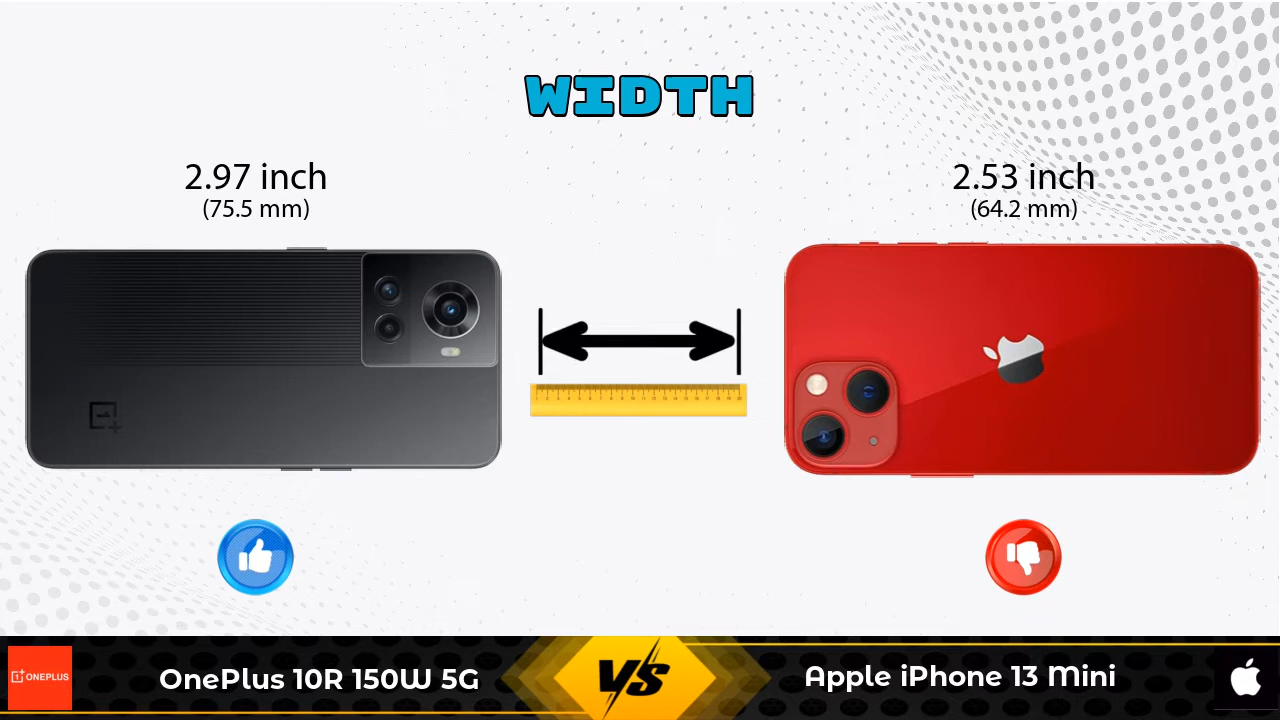 WIDTH
2.97 inch
(75.5 mm)
2.53 inch
(64.2 mm)
ONEPLUS
OnePlus 10R 150W 5G
VS
Apple iPhone 13 Mini